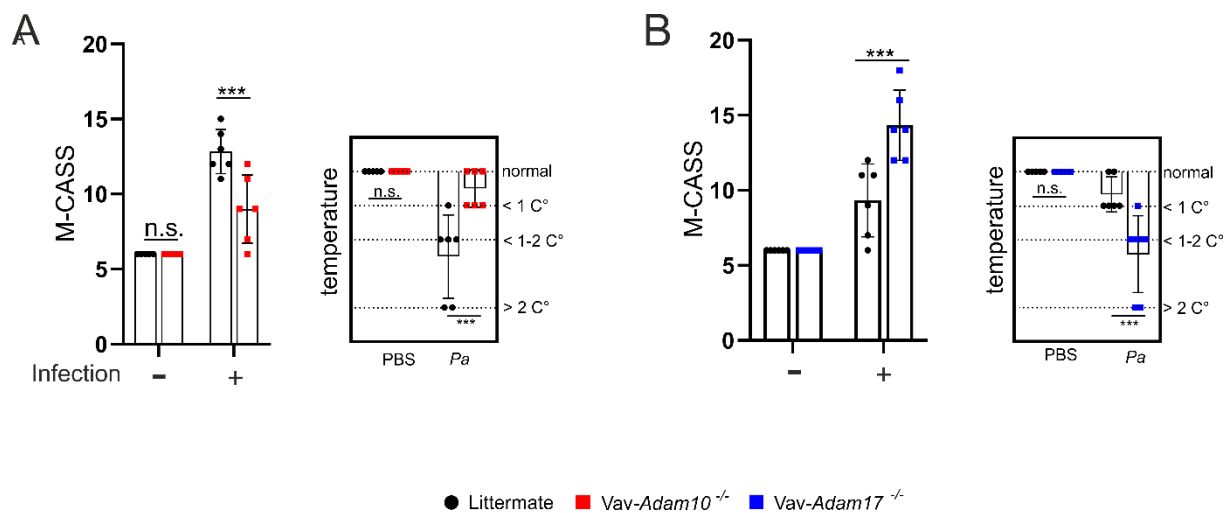 A
A
M-CASS
20
15
10
5
0
n.s.
***
Infection
−
+
temperature
n.s.
***
normal
< 1 C°
< 1-2 C°
> 2 C°
PBS
Pa
B
M-CASS
20
15
10
5
0
***
−
+
temperature
n.s.
***
normal
< 1 C°
< 1-2 C°
> 2 C°
PBS
Pa
Littermate
Vav-Adam10 -/-
Vav-Adam17 -/-